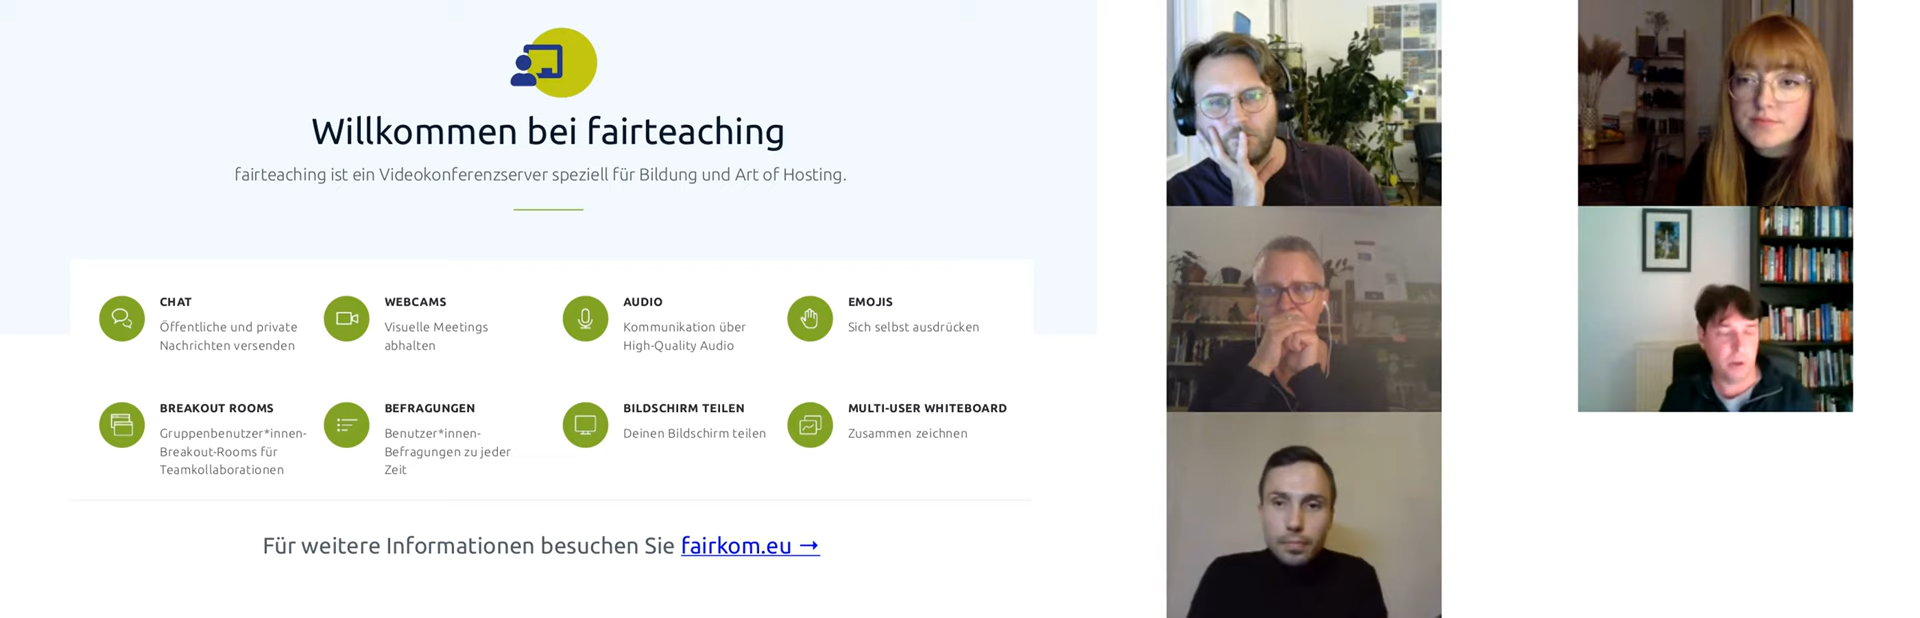 Willkommen bei fairteaching
fairteaching ist ein Videokonferenzserver speziell für Bildung und Art of Hosting.
CHAT
Öffentliche und private
Nachrichten versenden
WEBCAMS
Visuelle Meetings
abhalten
AUDIO
Kommunikation über
High-Quality Audio
EMOJIS
Sich selbst ausdrücken
BREAKOUT ROOMS
Gruppenbenutzer*innen-
Breakout-Rooms für
Teamkollaborationen
BEFRAGUNGEN
Benutzer*innen-
Befragungen zu jeder
Zeit
BILDSCHIRM TEILEN
Deinen Bildschirm teilen
MULTI-USER WHITEBOARD
Zusammen zeichnen
Für weitere Informationen besuchen Sie fairkom.eu →